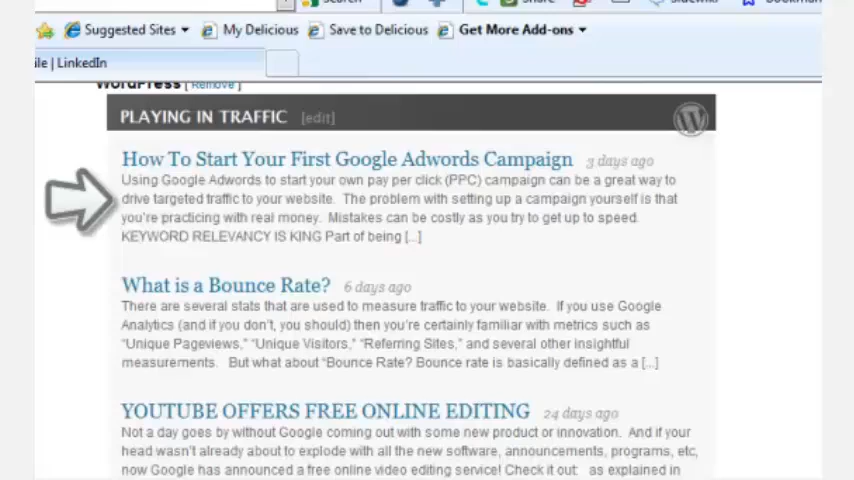 Search
Share
Sidewiki
Bookmark
Suggested Sites
My Delicious
Save to Delicious
Get More Add-ons
ile | LinkedIn
WordPress [ Remove ]
PLAYING IN TRAFFIC [edit]
How To Start Your First Google Adwords Campaign 3 days ago
Using Google Adwords to start your own pay per click (PPC) campaign can be a great way to
drive targeted traffic to your website. The problem with setting up a campaign yourself is that
you're practicing with real money. Mistakes can be costly as you try to get up to speed.
KEYWORD RELEVANCY IS KING Part of being [...]
What is a Bounce Rate? 6 days ago
There are several stats that are used to measure traffic to your website. If you use Google
Analytics (and if you don't, you should) then you're certainly familiar with metrics such as
"Unique Pageviews," "Unique Visitors," "Referring Sites," and several other insightful
measurements. But what about "Bounce Rate? Bounce rate is basically defined as a [...]
YOUTUBE OFFERS FREE ONLINE EDITING 24 days ago
Not a day goes by without Google coming out with some new product or innovation. And if your
head wasn't already about to explode with all the new software, announcements, programs, etc,
now Google has announced a free online video editing service! Check it out: as explained in